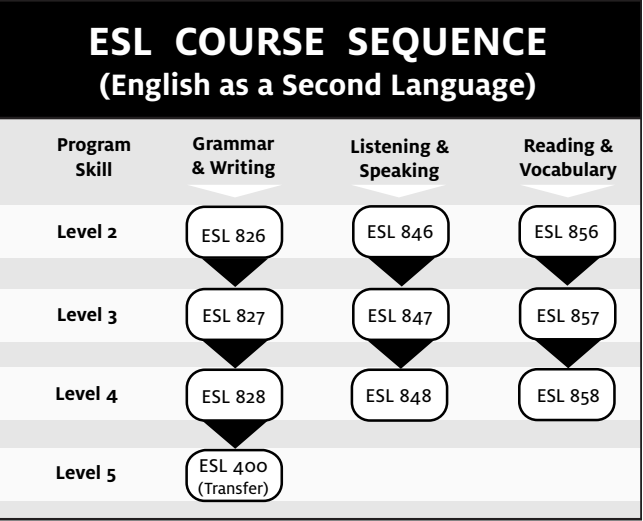 ESL COURSE SEQUENCE
(English as a Second Language)
Program
Skill
Grammar
& Writing
Listening &
Speaking
Reading &
Vocabulary
Level 2
ESL 826
ESL 846
ESL 856
Level 3
ESL 827
ESL 847
ESL 857
Level 4
ESL 828
ESL 848
ESL 858
Level 5
ESL 400
(Transfer)